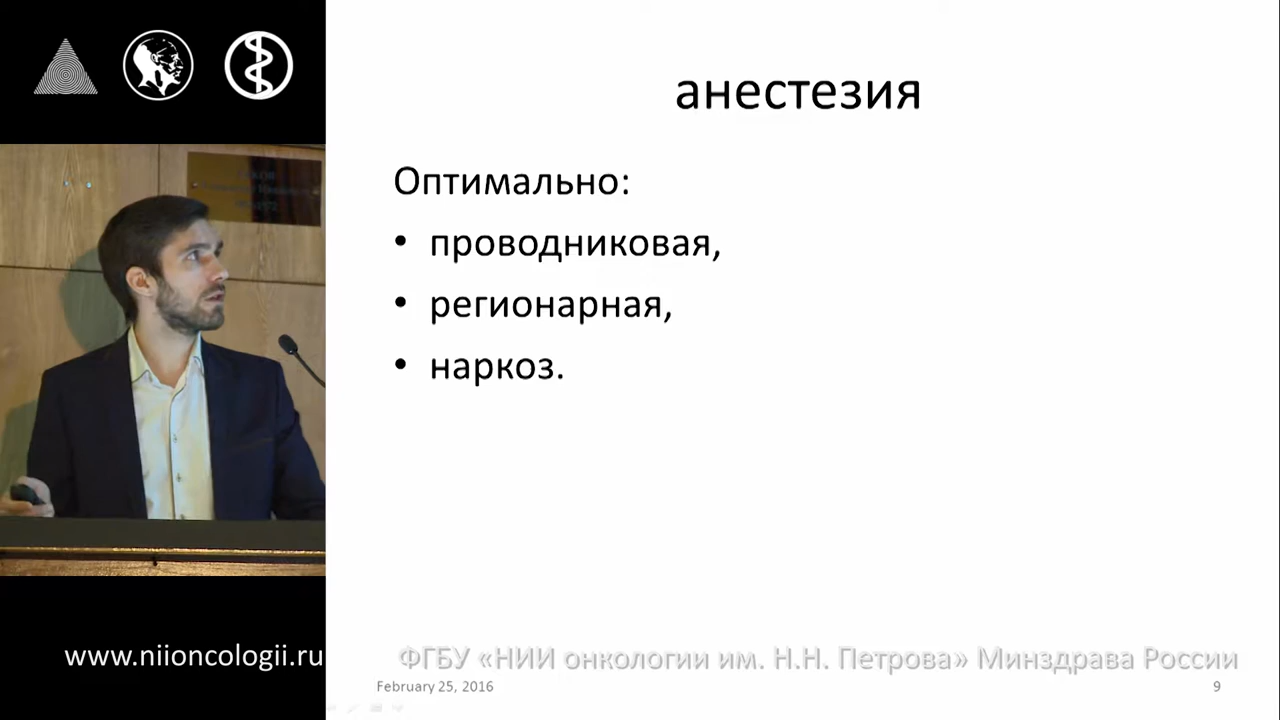 анестезия
Оптимально:
• проводниковая,
• регионарная,
• наркоз.
www.niioncologii.ru
ФГБУ «НИИ онкологии им. Н.Н. Петрова» Минздрава России
February 25, 2016
9